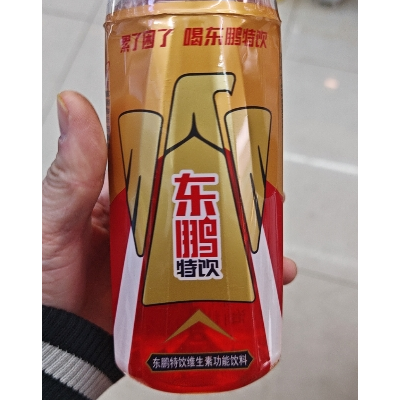 累了困了 喝东鹏特饮
东鹏
特饮
东鹏特饮维生素功能饮料